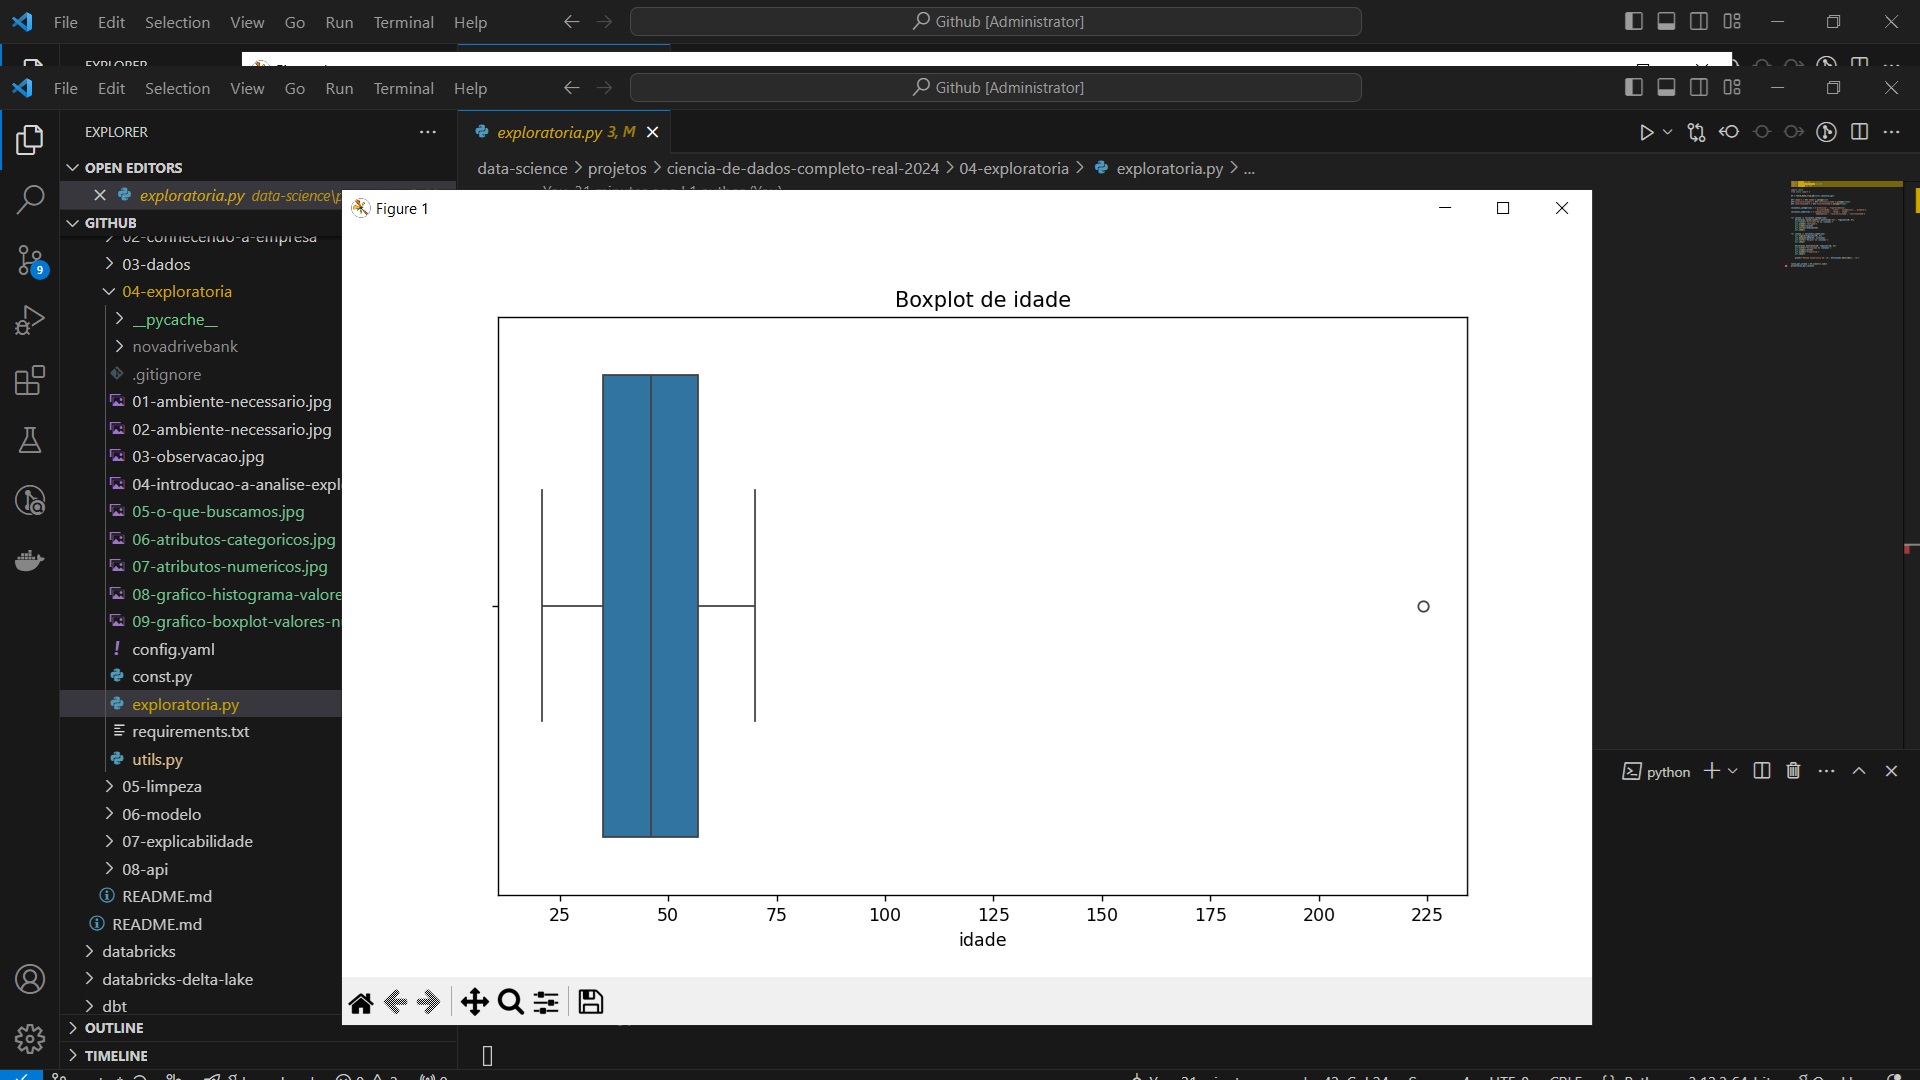 File Edit Selection View Go Run Terminal Help
Github [Administrator]
File Edit Selection View Go Run Terminal Help
Github [Administrator]
EXPLORER
exploratoria.py 3, M
data-science > projetos > ciencia-de-dados-completo-real-2024 > 04-exploratoria > exploratoria.py > ...
OPEN EDITORS
exploratoria.py data-science\
GITHUB
02-conhecendo-a-empresa
03-dados
04-exploratoria
__pycache__
novadrivebank
.gitignore
01-ambiente-necessario.jpg
02-ambiente-necessario.jpg
03-observacao.jpg
04-introducao-a-analise-expl
05-o-que-buscamos.jpg
06-atributos-categoricos.jpg
07-atributos-numericos.jpg
08-grafico-histograma-valore
09-grafico-boxplot-valores-n
config.yaml
const.py
exploratoria.py
requirements.txt
utils.py
05-limpeza
06-modelo
07-explicabilidade
08-api
README.md
README.md
databricks
databricks-delta-lake
dbt
OUTLINE
TIMELINE
9
Figure 1
Boxplot de idade
25 50 75 100 125 150 175 200 225
idade
python